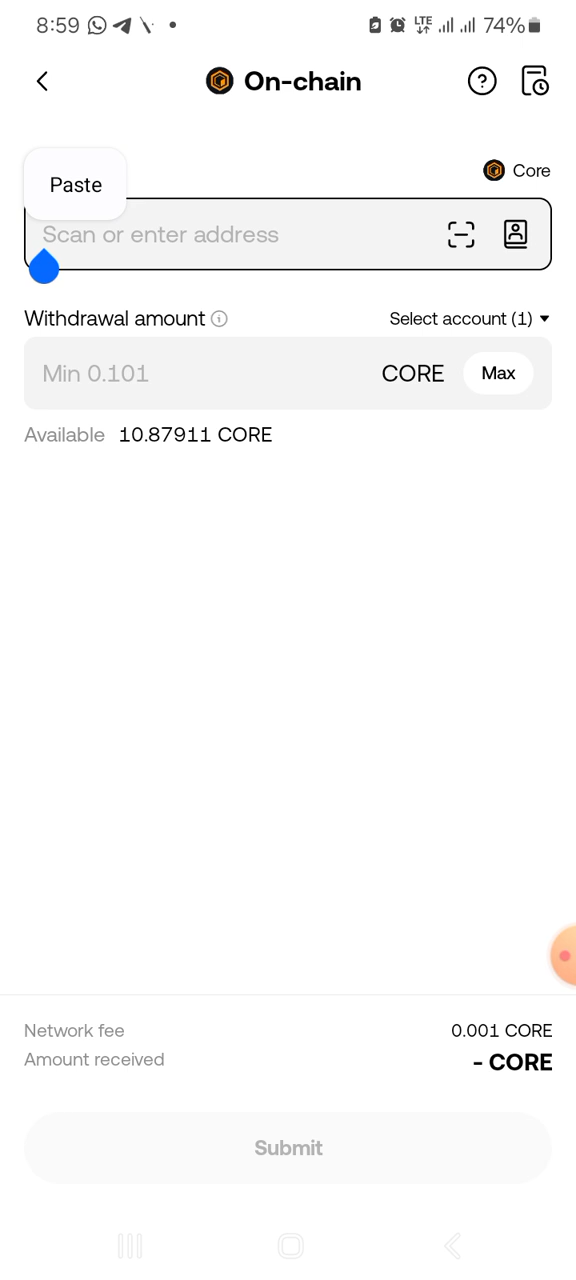 8:59 LTE 74%
On-chain
Core
Paste
Scan or enter address
Withdrawal amount Select account (1)
Min 0.101 CORE Max
Available 10.87911 CORE
Network fee 0.001 CORE
Amount received - CORE
Submit